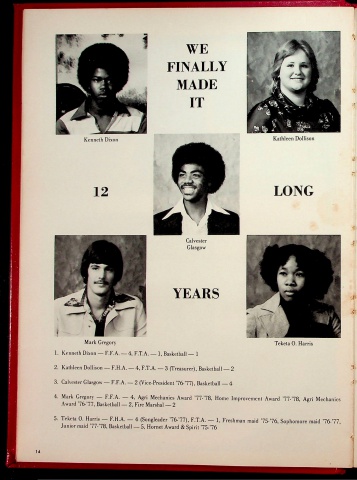 WE
FINALLY
MADE
IT
Kenneth Dixon
Kathleen Dollison
12
LONG
Calvester
Glasgow
YEARS
Mark Gregory
Teketa O. Harris
1. Kenneth Dixon — F.F.A. — 4, F.T.A. — 1, Basketball — 1
2. Kathleen Dollison — F.H.A. — 4, F.T.A. — 3 (Treasurer), Basketball — 2
3. Calvester Glasgow — F.F.A. — 2 (Vice-President '76-'77), Basketball — 4
4. Mark Gregory — F.F.A. — 4, Agri Mechanics Award '77-'78, Home Improvement Award '77-'78, Agri Mechanics
Award '76-'77, Basketball — 2, Fire Marshal — 2
5. Teketa O. Harris — F.H.A. — 4 (Songleader '76-'77), F.T.A. — 1, Freshman maid '75-'76, Sophomore maid '76-'77,
Junior maid '77-'78, Basketball — 5, Hornet Award & Spirit '75-'76
14